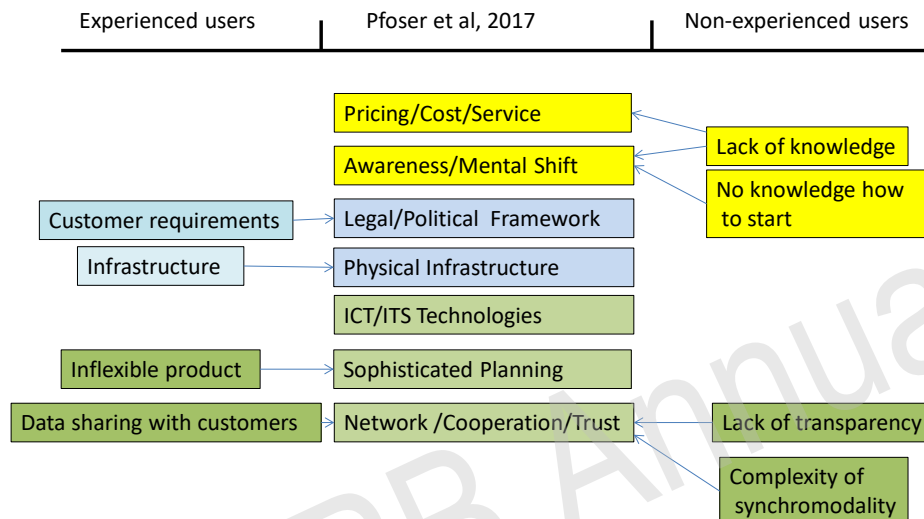 Experienced users
Pfoser et al, 2017
Non-experienced users
Pricing/Cost/Service
Lack of knowledge
Awareness/Mental Shift
No knowledge how
to start
Customer requirements
Legal/Political Framework
Infrastructure
Physical Infrastructure
ICT/ITS Technologies
Inflexible product
Sophisticated Planning
Data sharing with customers
Network /Cooperation/Trust
Lack of transparency
Complexity of
synchromodality
Annua